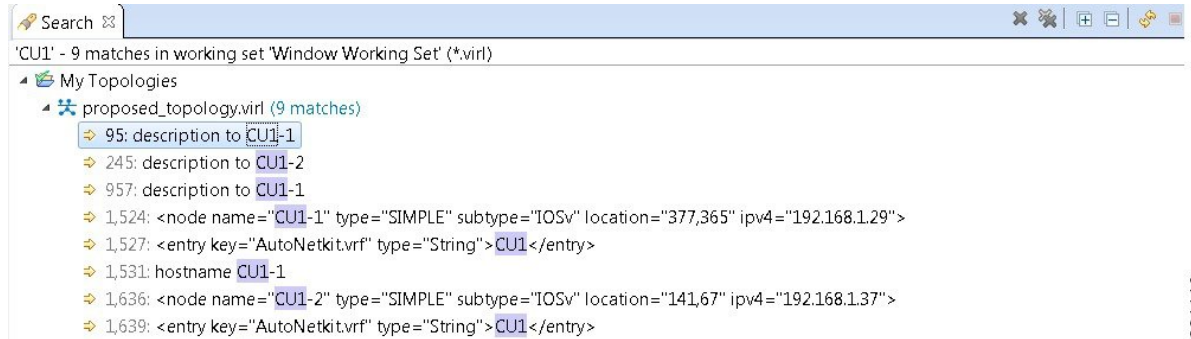 Search
'CU1' - 9 matches in working set 'Window Working Set' (*.virl)
My Topologies
proposed_topology.virl (9 matches)
95: description to CU1-1
245: description to CU1-2
957: description to CU1-1
1,524: <node name="CU1-1" type="SIMPLE" subtype="IOSv" location="377,365" ipv4="192.168.1.29">
1,527: <entry key="AutoNetkit.vrf" type="String">CU1</entry>
1,531: hostname CU1-1
1,636: <node name="CU1-2" type="SIMPLE" subtype="IOSv" location="141,67" ipv4="192.168.1.37">
1,639: <entry key="AutoNetkit.vrf" type="String">CU1</entry>